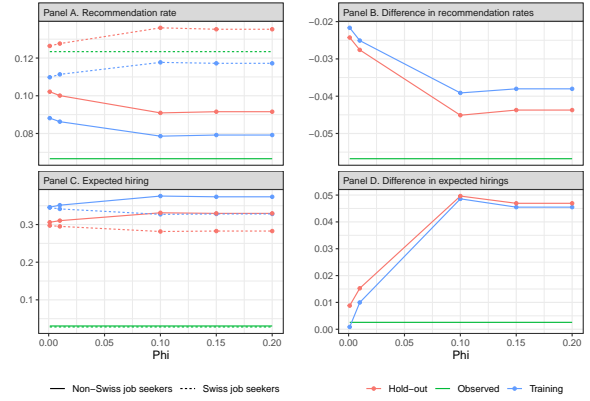 Panel A. Recommendation rate
Panel B. Difference in recommendation rates
0.12
0.10
0.08
−0.02
−0.03
−0.04
−0.05
Panel C. Expected hiring
Panel D. Difference in expected hirings
0.3
0.2
0.1
0.05
0.04
0.03
0.02
0.01
0.00
0.00 0.05 0.10 0.15 0.20
0.00 0.05 0.10 0.15 0.20
Phi
Phi
Non−Swiss job seekers Swiss job seekers
Hold−out Observed Training